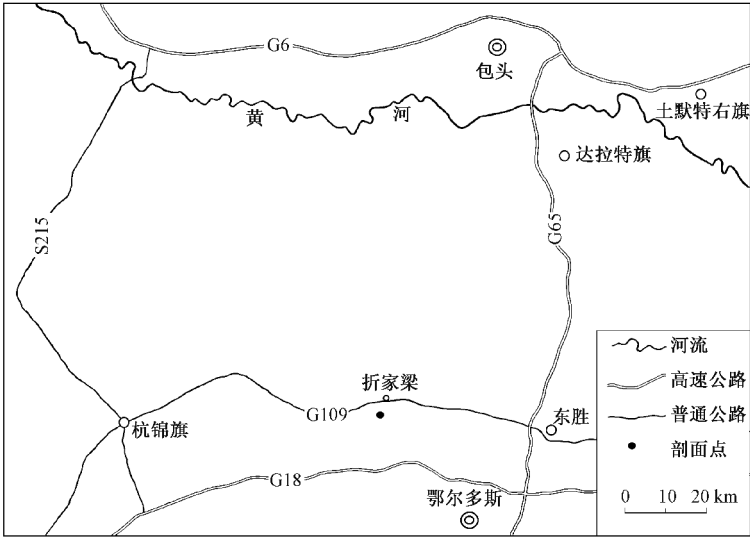 G6
包头
土默特右旗
黄
河
达拉特旗
S215
G65
河流
高速公路
普通公路
剖面点
0 10 20 km
折家梁
G109
东胜
杭锦旗
G18
鄂尔多斯